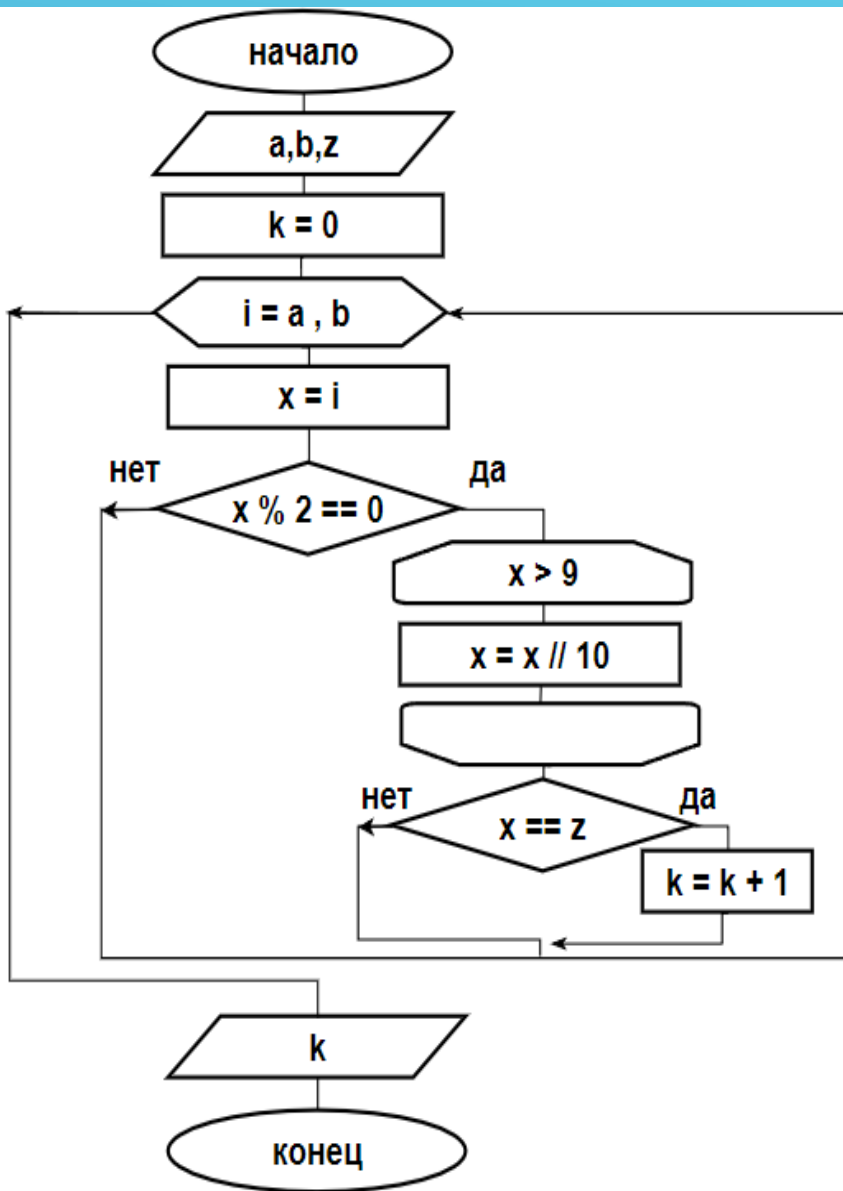 начало
a,b,z
k = 0
i = a , b
x = i
нет
да
x % 2 == 0
x > 9
x = x // 10
нет
да
x == z
k = k + 1
k
конец